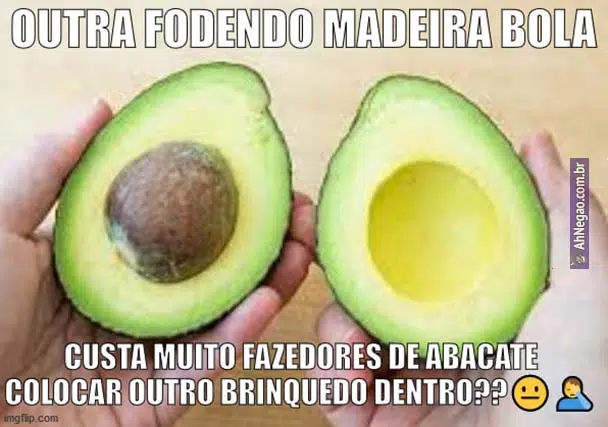 OUTRA FODENDO MADEIRA BOLA
AhNegao.com.br
CUSTA MUITO FAZEDORES DE ABACATE
COLOCAR OUTRO BRINQUEDO DENTRO??😐🤦‍♂️
imgflip.com